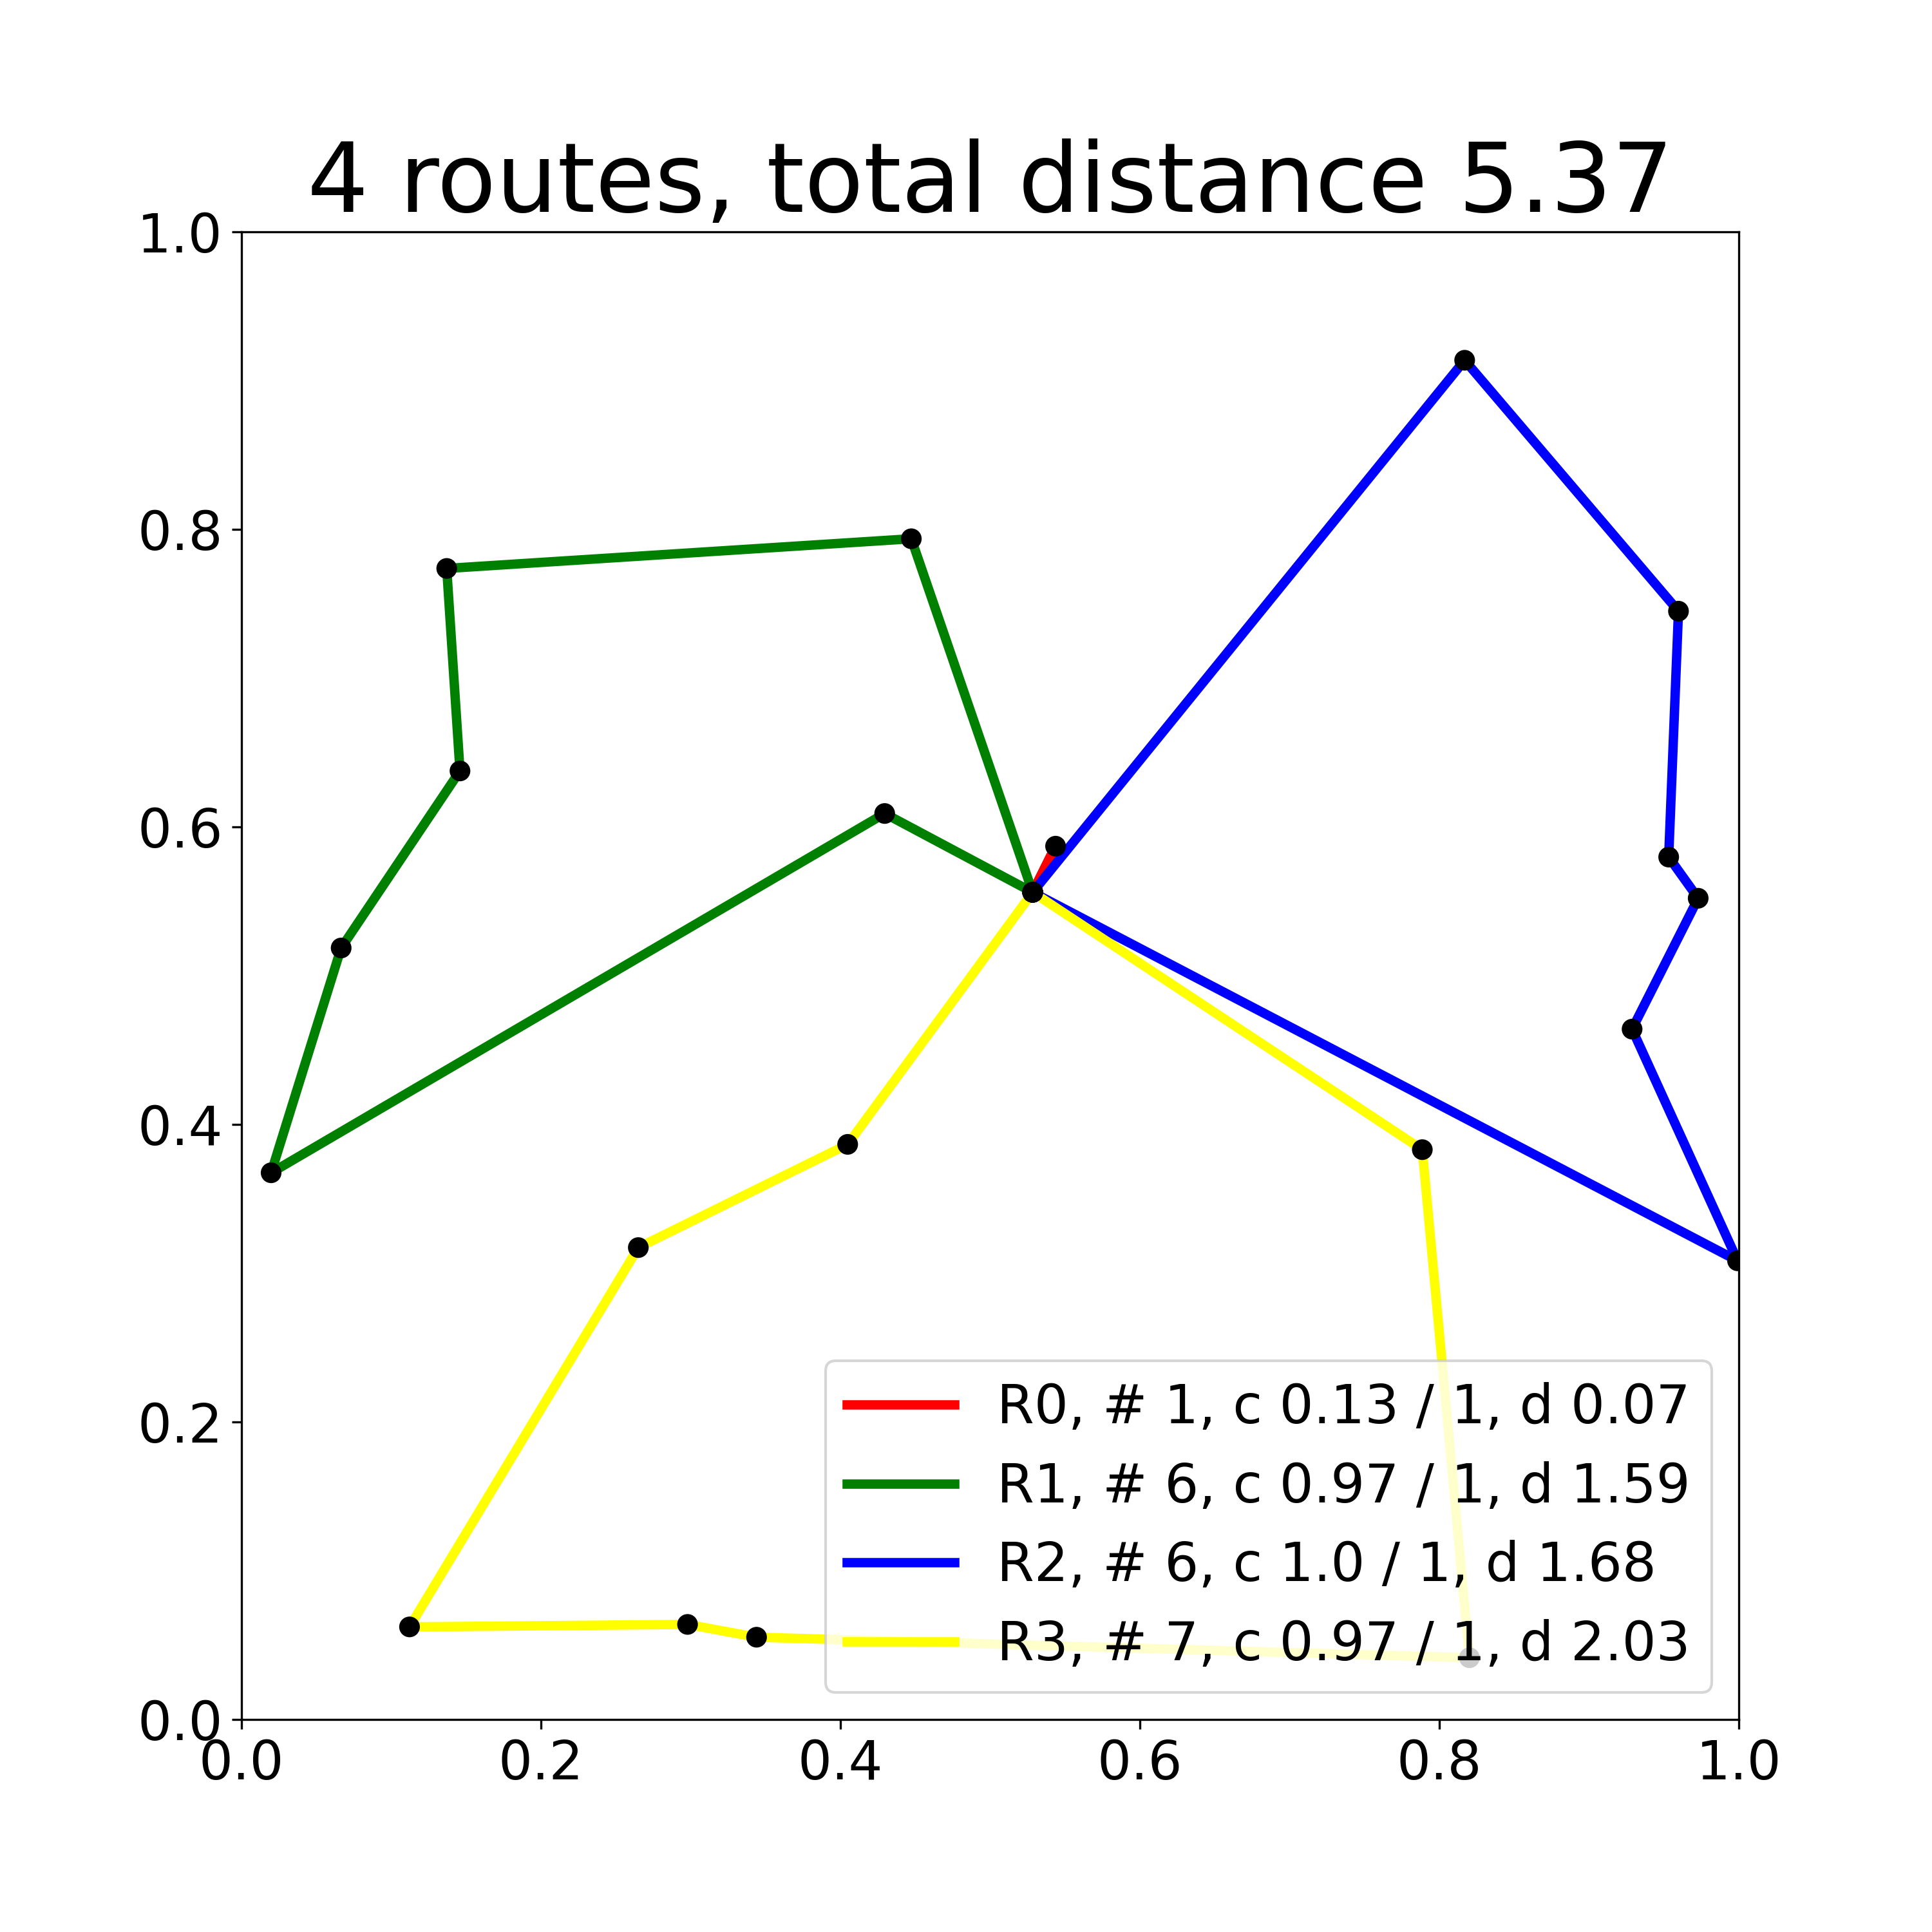 4 routes, total distance 5.37
1.0
0.8
0.6
0.4
0.2
0.0
R0, # 1, c 0.13 / 1, d 0.07
R1, # 6, c 0.97 / 1, d 1.59
R2, # 6, c 1.0 / 1, d 1.68
R3, # 7, c 0.97 / 1, d 2.03
0.0 0.2 0.4 0.6 0.8 1.0